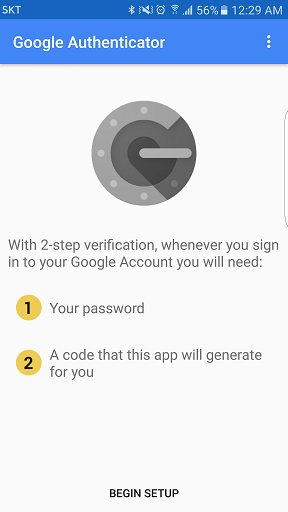 SKT 56% 12:29 AM
Google Authenticator
With 2-step verification, whenever you sign
in to your Google Account you will need:
1 Your password
2 A code that this app will generate
for you
BEGIN SETUP